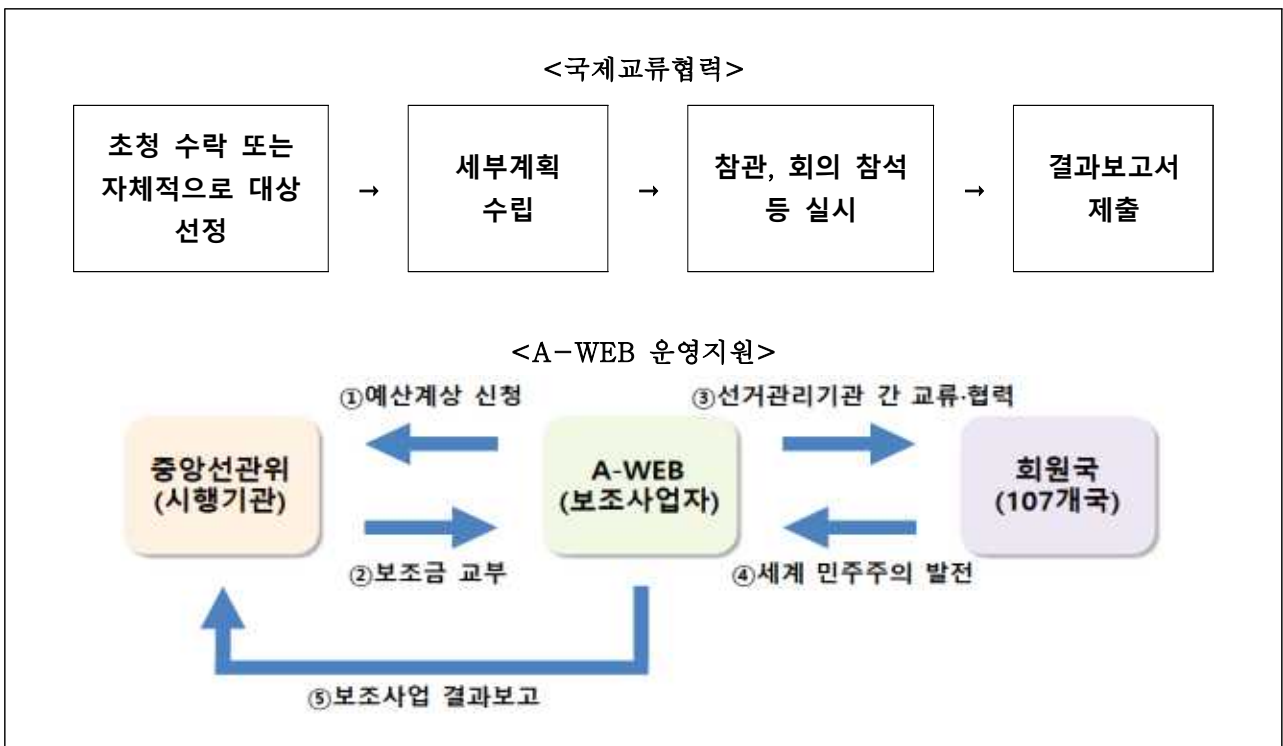 <국제교류협력>
초청 수락 또는
자체적으로 대상
선정
→
세부계획
수립
→
참관, 회의 참석
등 실시
→
결과보고서
제출
<A-WEB 운영지원>
①예산계상 신청
③선거관리기관 간 교류·협력
중앙선관위
(시행기관)
A-WEB
(보조사업자)
회원국
(107개국)
②보조금 교부
④세계 민주주의 발전
⑤보조사업 결과보고